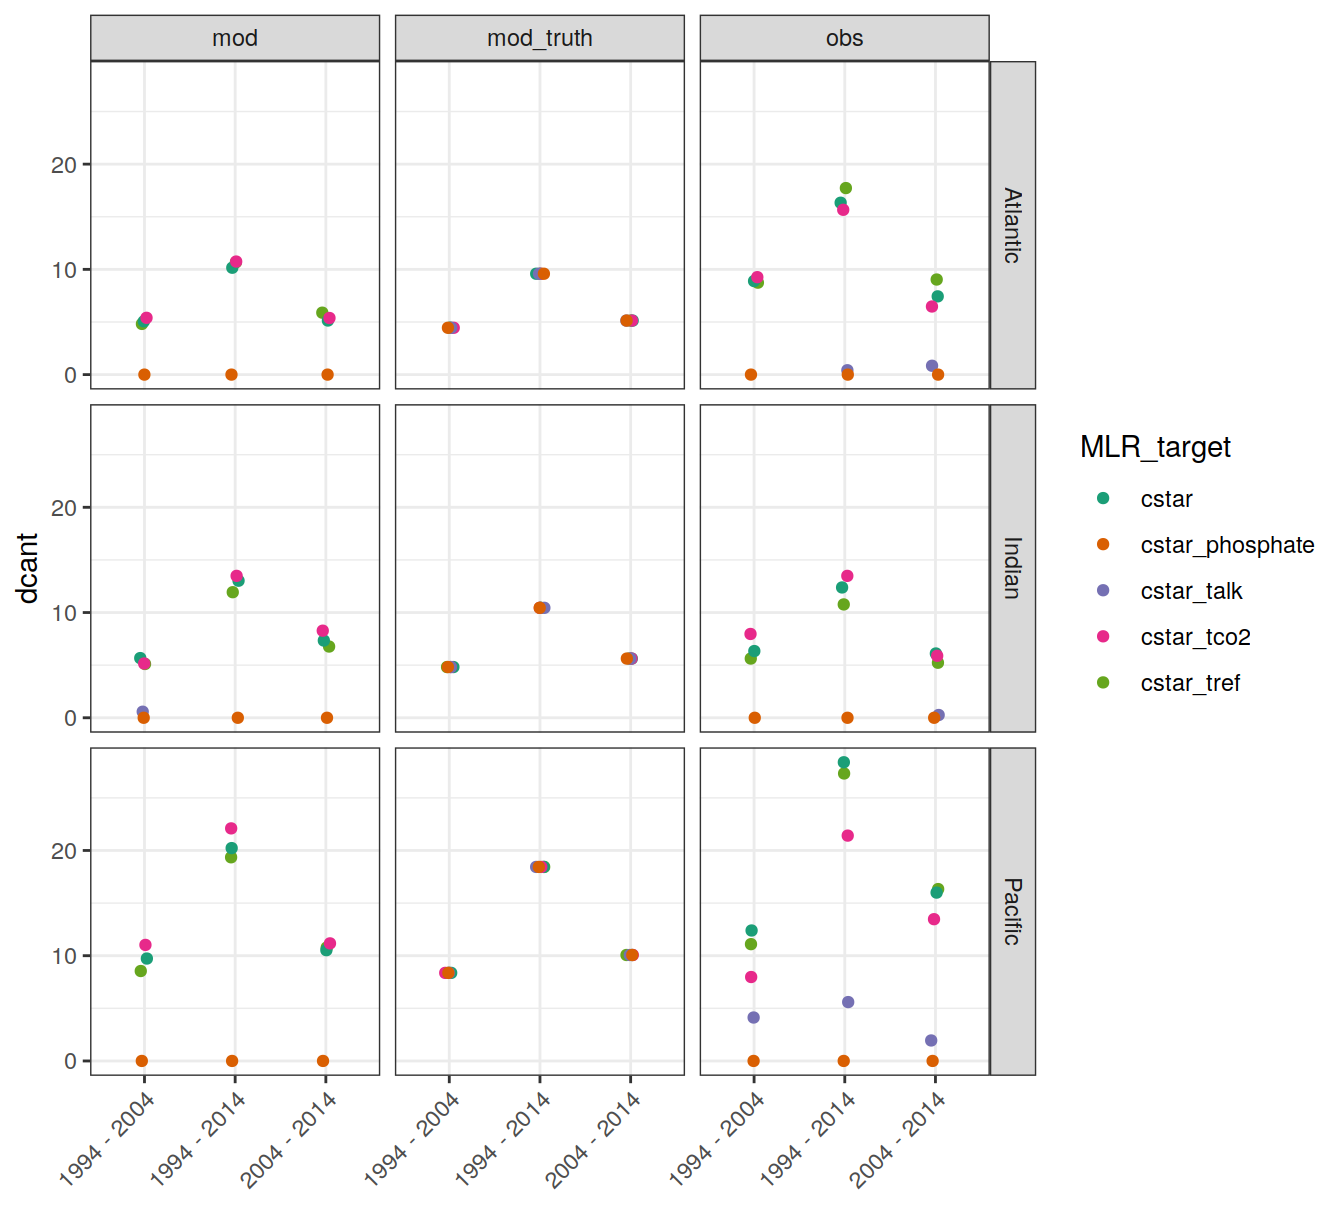 mod
mod_truth
obs
20
10
0
Atlantic
20
10
0
Indian
20
10
0
Pacific
dcant
1994 - 2004
1994 - 2014
2004 - 2014
1994 - 2004
1994 - 2014
2004 - 2014
1994 - 2004
1994 - 2014
2004 - 2014
MLR_target
cstar
cstar_phosphate
cstar_talk
cstar_tco2
cstar_tref